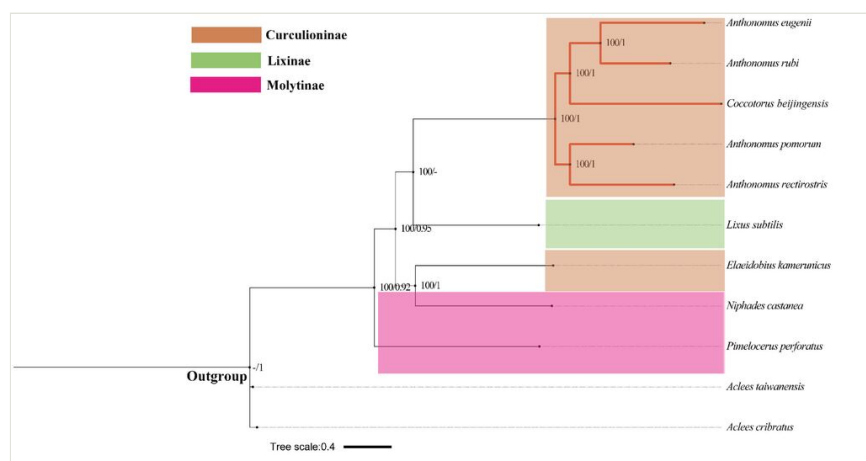 Curculioninae
Lixinae
Molytinae
Anthonomus eugenii
100/1
Anthonomus rubi
100/1
Coccotorus beijingensis
100/1
Anthonomus pomorum
100/1
100/-
Anthonomus rectirostris
Lixus subtilis
100/0.95
Elaeidobius kamerunicus
100/0.92
100/1
Niphades castanea
Pimelocerus perforatus
-/1
Outgroup
Aclees taiwanensis
Aclees cribratus
Tree scale:0.4